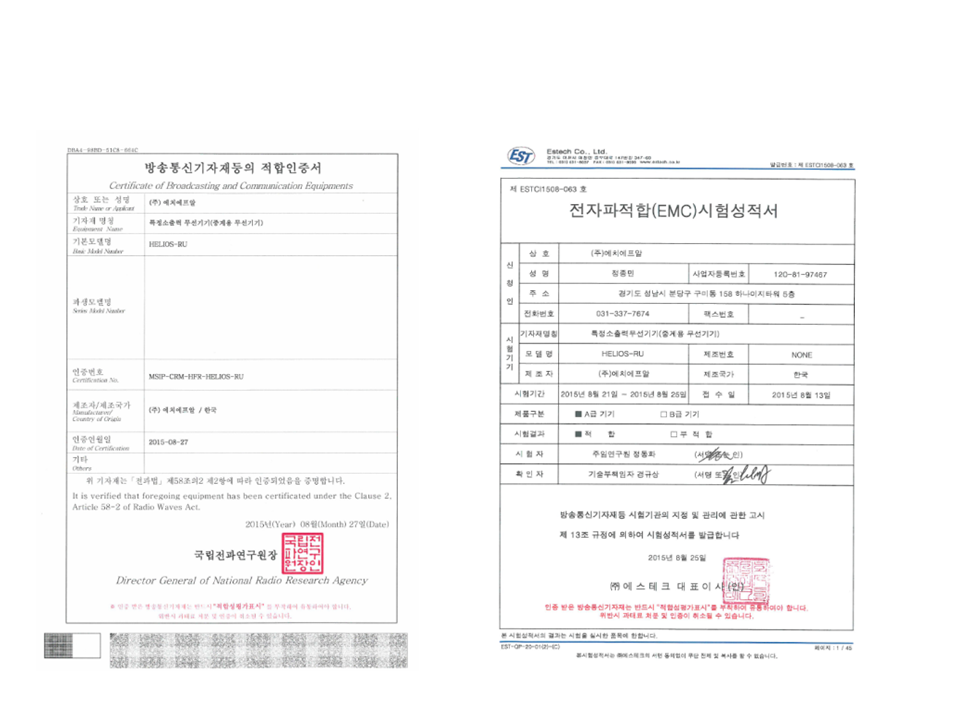 방송통신기자재등의 적합인증서
Certificate of Broadcasting and Communication Equipments
상호 또는 성명
Trade Name or Applicant
(주) 에치에프알
기자재 명칭
Equipment Name
특정소출력 무선기기(중계용 무선기기)
기본모델명
Basic Model Number
HELIOS-RU
파생모델명
Series Model Number
인증번호
Certification No.
MSIP-CRM-HFR-HELIOS-RU
제조자/제조국가
Manufacturer/
Country of Origin
(주) 에치에프알 / 한국
인증연월일
Date of Certification
2015-08-27
기타
Others
위 기자재는「전파법」제58조의2 제2항에 따라 인증되었음을 증명합니다.
It is verified that foregoing equipment has been certificated under the Clause 2,
Article 58-2 of Radio Waves Act.
2015년(Year) 08월(Month) 27일(Date)
국립전파연구원장
국립전파연구원장인
Director General of National Radio Research Agency
※ 인증 받은 방송통신기자재는 반드시 "적합성평가표시"를 부착하여 유통하여야 합니다.
위반시 과태료 처분 및 인증이 취소될 수 있습니다.
EST
Estech Co., Ltd.
발급번호 : 제 ESTCI1508-063 호
제 ESTCI1508-063 호
전자파적합(EMC)시험성적서
신청인
상 호 (주)에치에프알
성 명 정종민 사업자등록번호 120-81-97467
주 소 경기도 성남시 분당구 구미동 158 하나이지타워 5층
전화번호 031-337-7674 팩스번호 _
시험기기
기자재명칭 특정소출력무선기기(중계용 무선기기)
모 델 명 HELIOS-RU 제조번호 NONE
제 조 자 (주)에치에프알 제조국가 한국
시험기간 2015년 8월 21일 ~ 2015년 8월 25일 접 수 일 2015년 8월 13일
제품구분 ■ A급 기기 □ B급 기기
시험결과 ■ 적 합 □ 부 적 합
시 험 자 주임연구원 정동화 (서명 또는 인)
확 인 자 기술부책임자 경규상 (서명 또는 인)
방송통신기자재등 시험기관의 지정 및 관리에 관한 고시
제 13조 규정에 의하여 시험성적서를 발급합니다
2015년 8월 25일
㈜에스테크 대표이사 (인)
인증 받은 방송통신기자재는 반드시 "적합성평가표시"를 부착하여 유통하여야 합니다.
위반시 과태료 처분 및 인증이 취소될 수 있습니다.
본 시험성적서의 결과는 시험을 실시한 품목에 한합니다.
EST-QP-20-01(2)-(C)
페이지 : 1 / 45
본시험성적서는 ㈜에스테크의 서면 동의없이 무단 전제 및 복사를 할 수 없습니다.